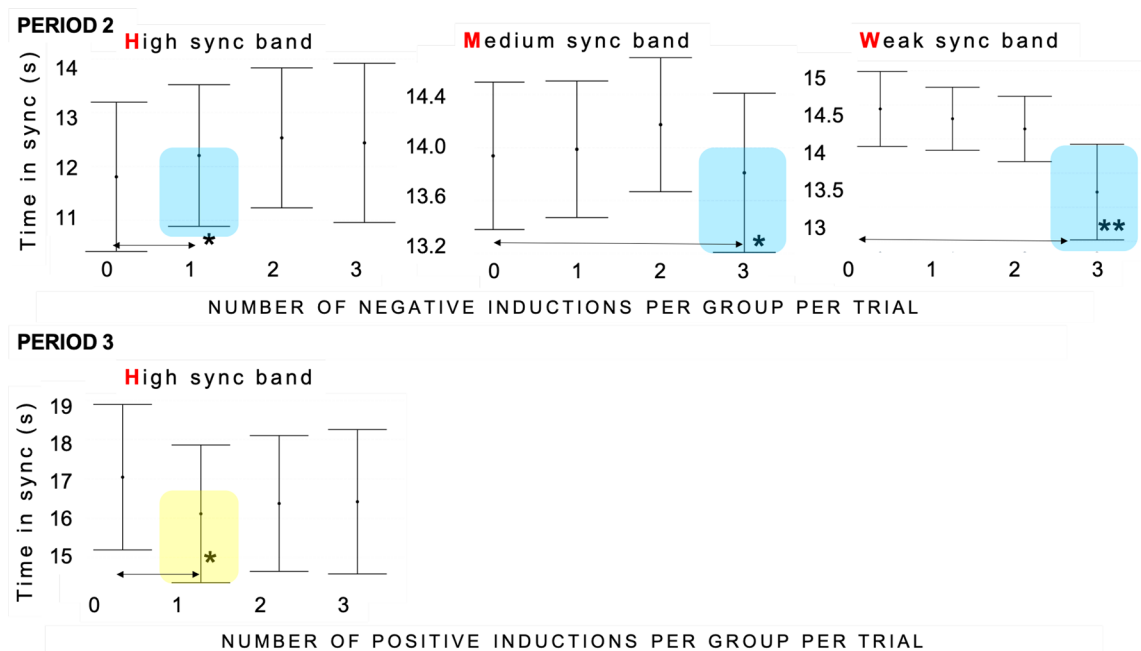 PERIOD 2
High sync band
Medium sync band
Weak sync band
Time in sync (s)
14
13
12
11
*
0 1 2 3
14.4
14.0
13.6
13.2
*
0 1 2 3
15
14.5
14
13.5
13
**
0 1 2 3
NUMBER OF NEGATIVE INDUCTIONS PER GROUP PER TRIAL
PERIOD 3
High sync band
Time in sync (s)
19
18
17
16
15
*
0 1 2 3
NUMBER OF POSITIVE INDUCTIONS PER GROUP PER TRIAL